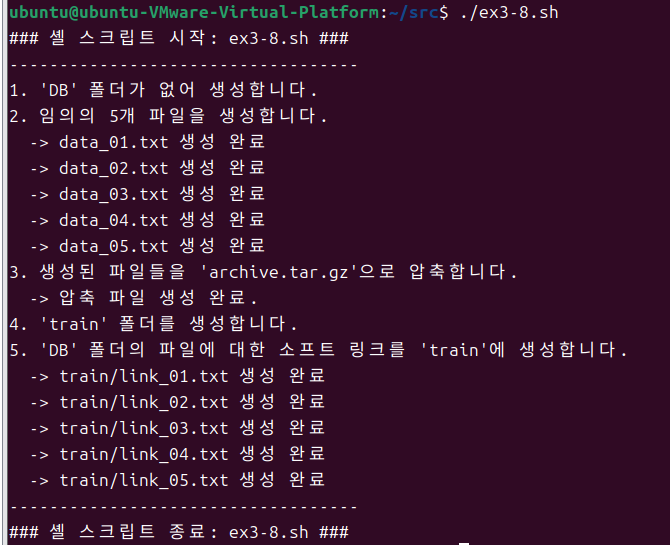 ubuntu@ubuntu-VMware-Virtual-Platform:~/src$ ./ex3-8.sh
### 셸 스크립트 시작: ex3-8.sh ###
-----------------------------------
1. 'DB' 폴더가 없어 생성합니다.
2. 임의의 5개 파일을 생성합니다.
  -> data_01.txt 생성 완료
  -> data_02.txt 생성 완료
  -> data_03.txt 생성 완료
  -> data_04.txt 생성 완료
  -> data_05.txt 생성 완료
3. 생성된 파일들을 'archive.tar.gz'으로 압축합니다.
  -> 압축 파일 생성 완료.
4. 'train' 폴더를 생성합니다.
5. 'DB' 폴더의 파일에 대한 소프트 링크를 'train'에 생성합니다.
  -> train/link_01.txt 생성 완료
  -> train/link_02.txt 생성 완료
  -> train/link_03.txt 생성 완료
  -> train/link_04.txt 생성 완료
  -> train/link_05.txt 생성 완료
-----------------------------------
### 셸 스크립트 종료: ex3-8.sh ###